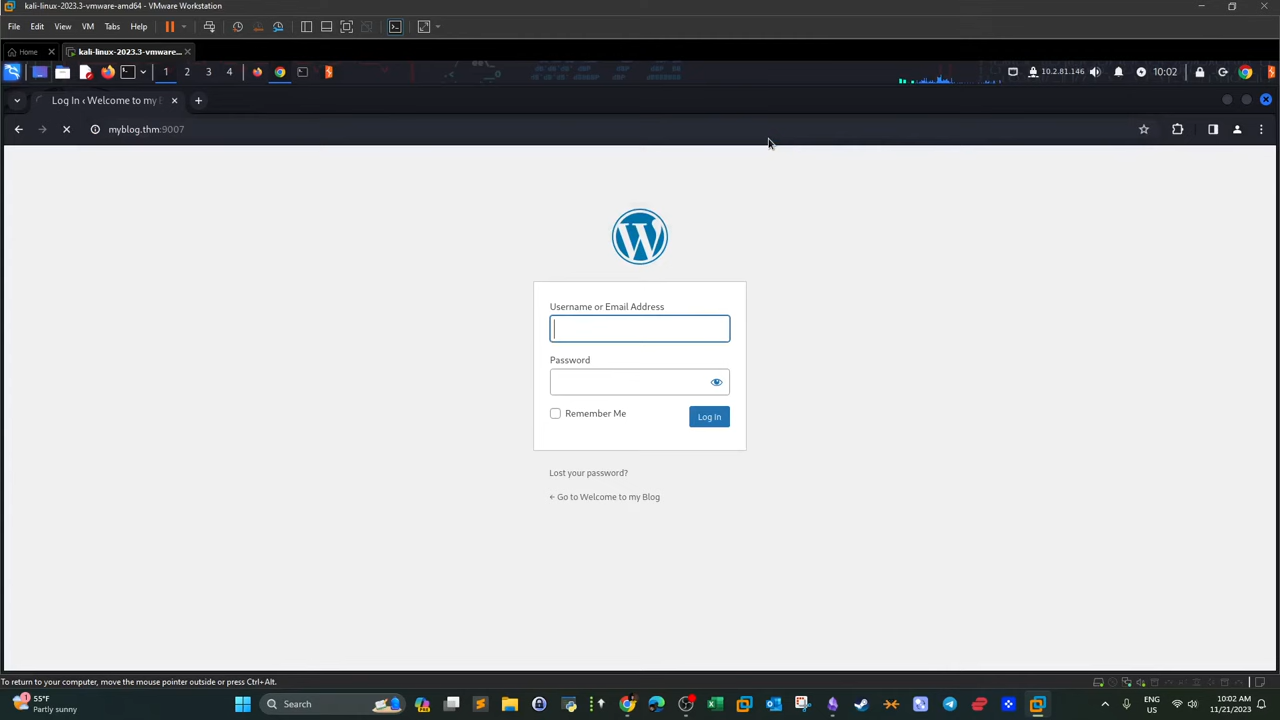 kali-linux-2023.3-vmware-amd64 - VMware Workstation
File Edit View VM Tabs Help
Home kali-linux-2023.3-vmware...
1 2 3 4 10.2.81.146 10:02
Log In ‹ Welcome to my B
myblog.thm:9007
Username or Email Address
Password
Remember Me Log In
Lost your password?
← Go to Welcome to my Blog
To return to your computer, move the mouse pointer outside or press Ctrl+Alt.
1 55°F
Partly sunny
Search
ENG
US
10:02 AM
11/21/2023